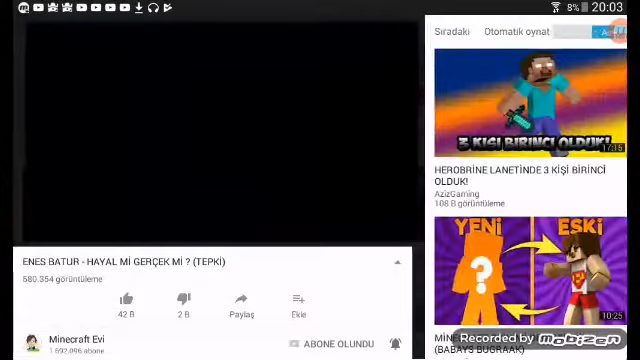 8% 20:03
Sıradaki Otomatik oynat
3 KİŞİ BİRİNCİ OLDUK!
17:15
HEROBRİNE LANETİNDE 3 KİŞİ BİRİNCİ
OLDUK!
AzizGaming
108 B görüntüleme
YENİ ESKİ
?
10:25
(BABAYS BUGRAAK)
Recorded by MOBIZEN
ENES BATUR - HAYAL Mİ GERÇEK Mİ ? (TEPKİ)
580.354 görüntüleme
42 B
2 B
Paylaş
Ekle
Minecraft Evi
1.692.096 abone
ABONE OLUNDU